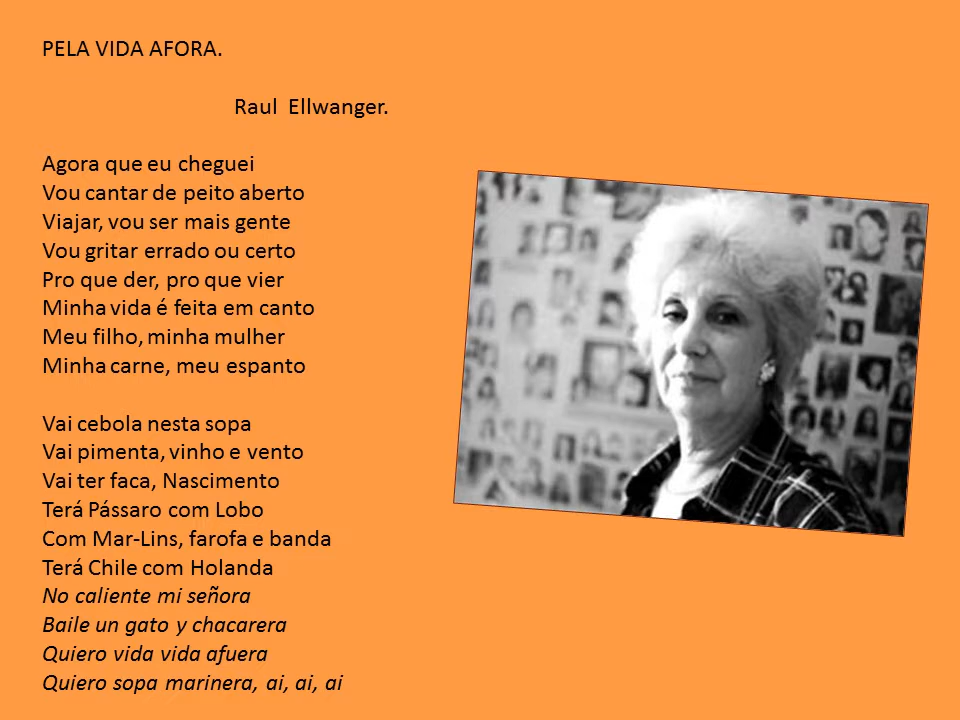 PELA VIDA AFORA.
Raul Ellwanger.
Agora que eu cheguei
Vou cantar de peito aberto
Viajar, vou ser mais gente
Vou gritar errado ou certo
Pro que der, pro que vier
Minha vida é feita em canto
Meu filho, minha mulher
Minha carne, meu espanto
Vai cebola nesta sopa
Vai pimenta, vinho e vento
Vai ter faca, Nascimento
Terá Pássaro com Lobo
Com Mar-Lins, farofa e banda
Terá Chile com Holanda
No caliente mi señora
Baile un gato y chacarera
Quiero vida vida afuera
Quiero sopa marinera, ai, ai, ai